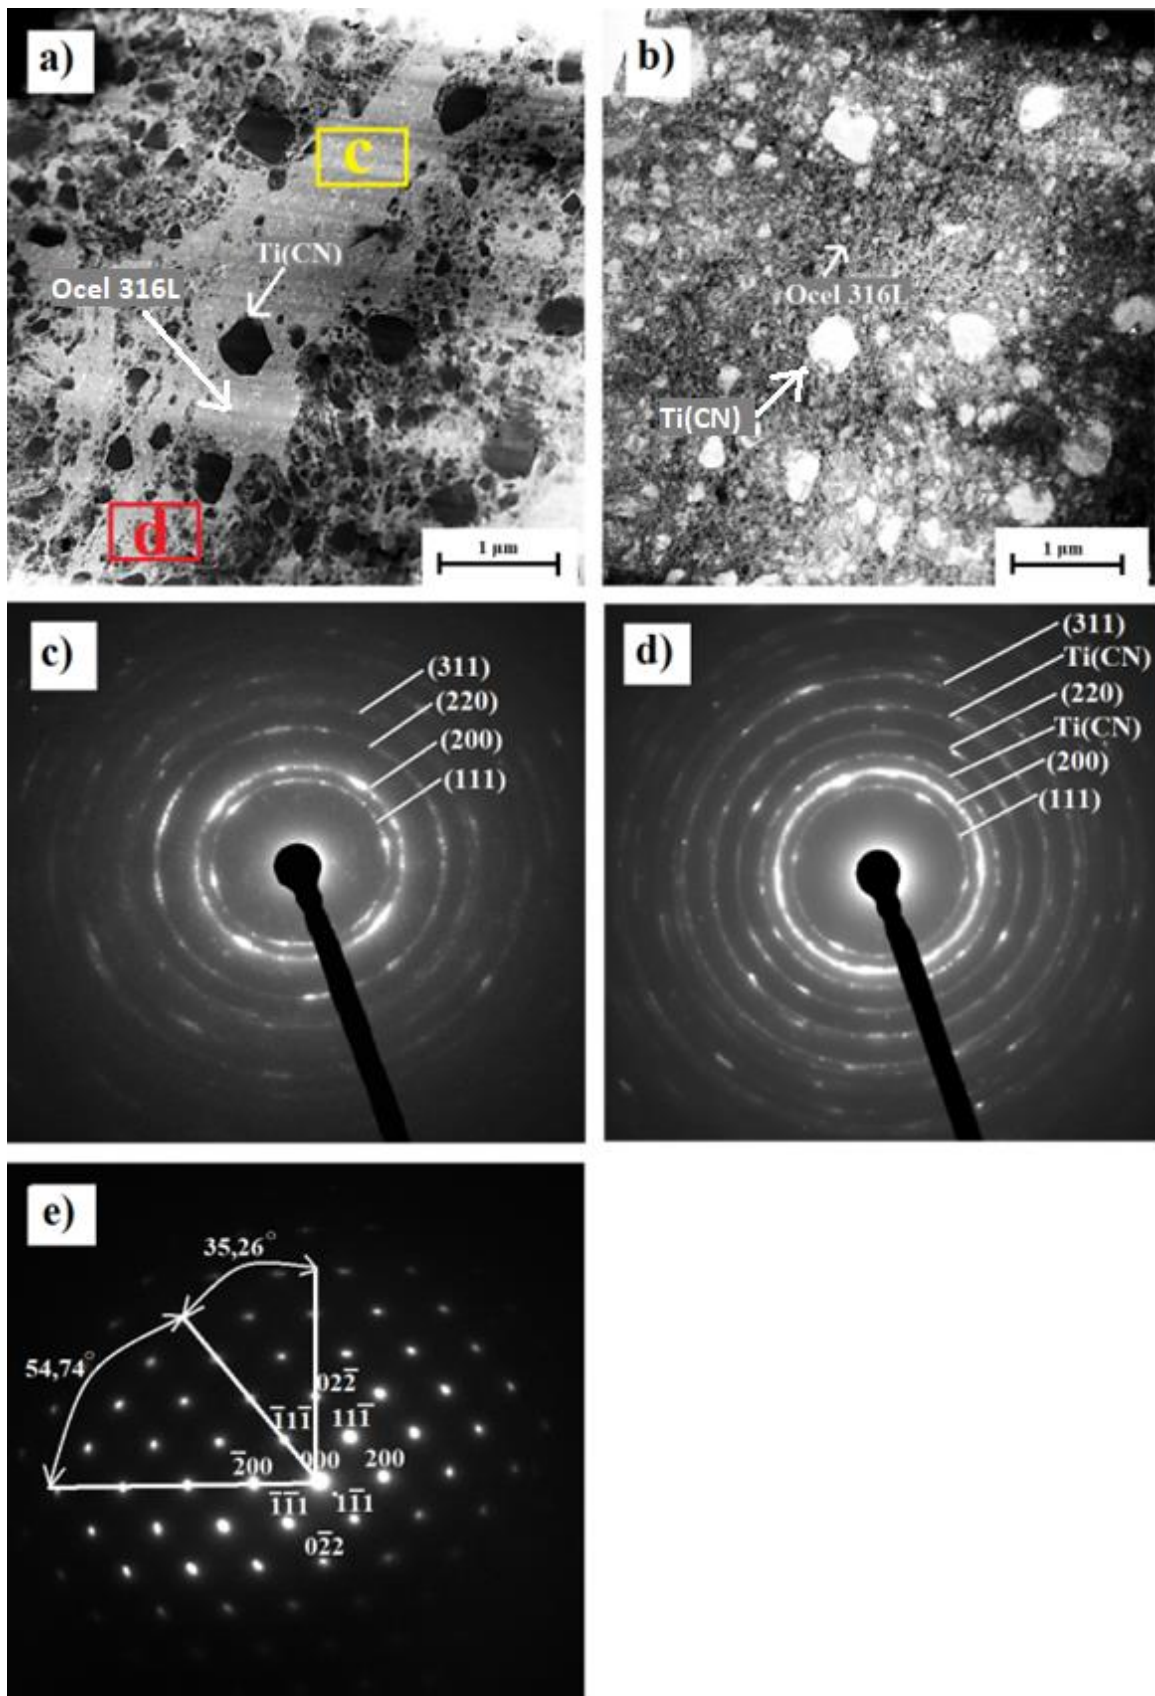 a)
c
Ti(CN)
Ocel 316L
d
1 µm
b)
Ocel 316L
Ti(CN)
1 µm
c)
(311)
(220)
(200)
(111)
d)
(311)
Ti(CN)
(220)
Ti(CN)
(200)
(111)
e)
35,26°
54,74°
022̅
1̅11̅ 111̅
2̅00 000 200
1̅1̅1 11̅1
02̅2